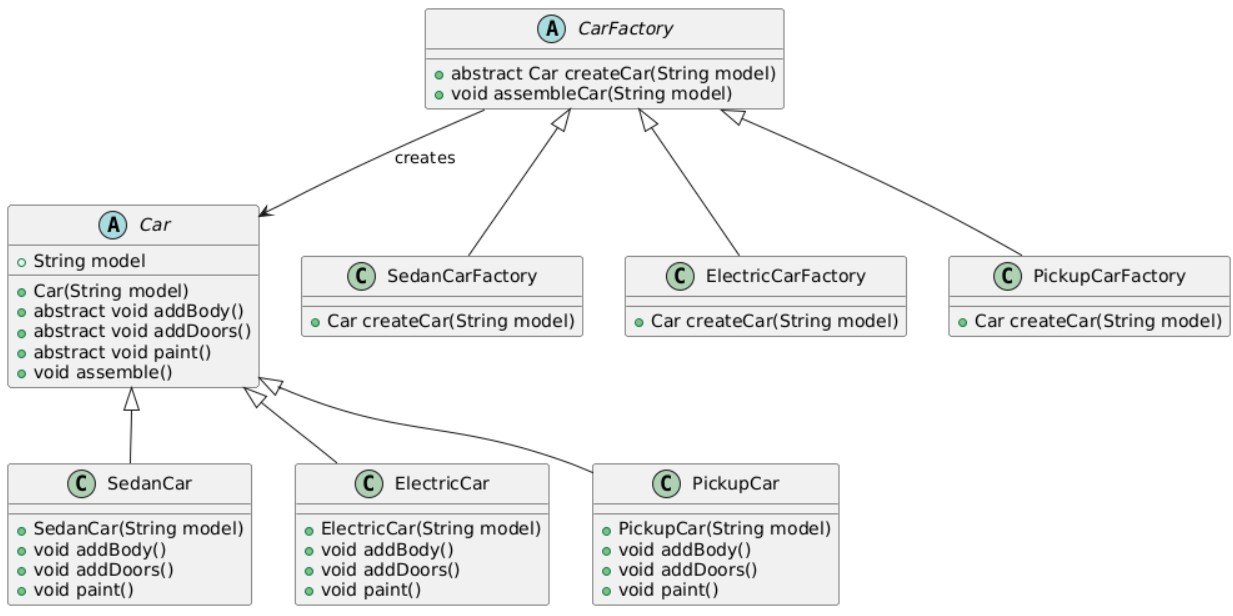 A CarFactory
abstract Car createCar(String model)
void assembleCar(String model)
creates
A Car
String model
Car(String model)
abstract void addBody()
abstract void addDoors()
abstract void paint()
void assemble()
C SedanCarFactory
Car createCar(String model)
C ElectricCarFactory
Car createCar(String model)
C PickupCarFactory
Car createCar(String model)
C SedanCar
SedanCar(String model)
void addBody()
void addDoors()
void paint()
C ElectricCar
ElectricCar(String model)
void addBody()
void addDoors()
void paint()
C PickupCar
PickupCar(String model)
void addBody()
void addDoors()
void paint()